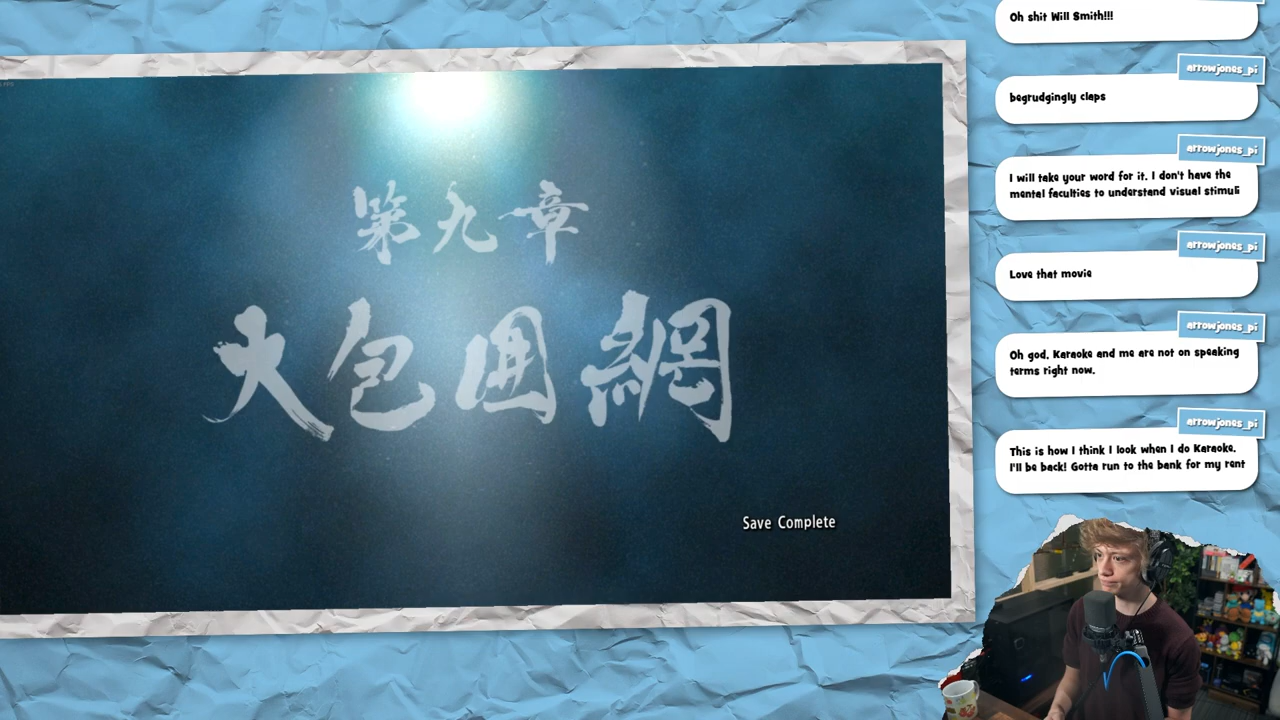 第九章
大包囲網
Save Complete
Oh shit Will Smith!!!
arrowjones_pi
begrudgingly claps
arrowjones_pi
I will take your word for it. I don't have the
mental faculties to understand visual stimuli
arrowjones_pi
Love that movie
arrowjones_pi
Oh god. Karaoke and me are not on speaking
terms right now.
arrowjones_pi
This is how I think I look when I do Karaoke.
I'll be back! Gotta run to the bank for my rent